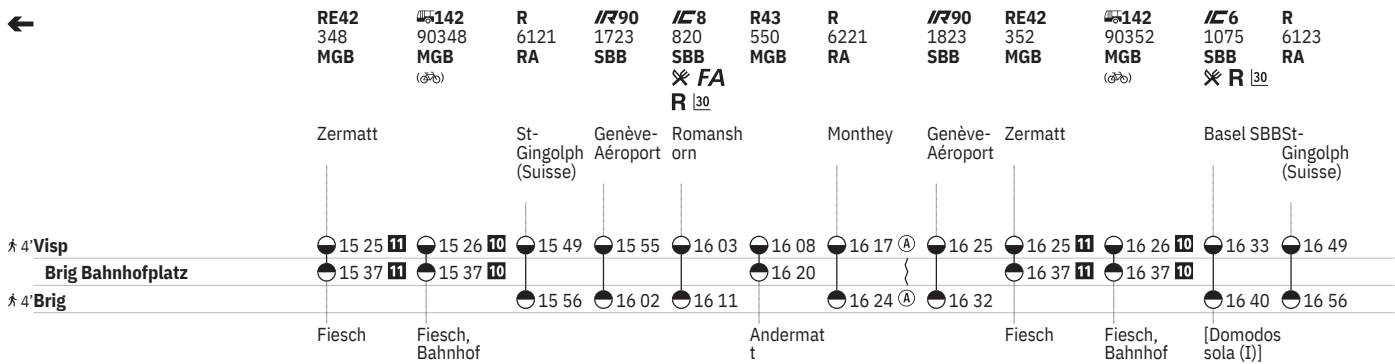 RE42 142 R IR90 IC8 R43 R IR90 RE42 142 IC6 R
348 90348 6121 1723 820 550 6221 1823 352 90352 1075 6123
MGB MGB RA SBB SBB MGB RA SBB MGB MGB SBB RA
FA R
R 30 30
Zermatt St- Genève- Romansh Monthey Genève- Zermatt Basel SBB St-
Gingolph Aéroport orn Aéroport Gingolph
(Suisse) (Suisse)
4' Visp 15 25 11 15 26 10 15 49 15 55 16 03 16 08 16 17 A 16 25 16 25 11 16 26 10 16 33 16 49
Brig Bahnhofplatz 15 37 11 15 37 10 16 20 16 37 11 16 37 10
4' Brig 15 56 16 02 16 11 16 24 A 16 32 16 40 16 56
Fiesch Fiesch, Andermat Fiesch Fiesch, [Domodos
Bahnhof t Bahnhof sola (I)]